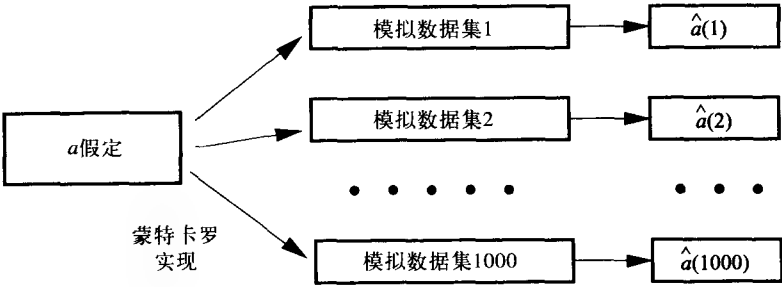 模拟数据集1
â(1)
a假定
模拟数据集2
â(2)
• • • • •
• • •
蒙特卡罗
实现
模拟数据集1000
â(1000)